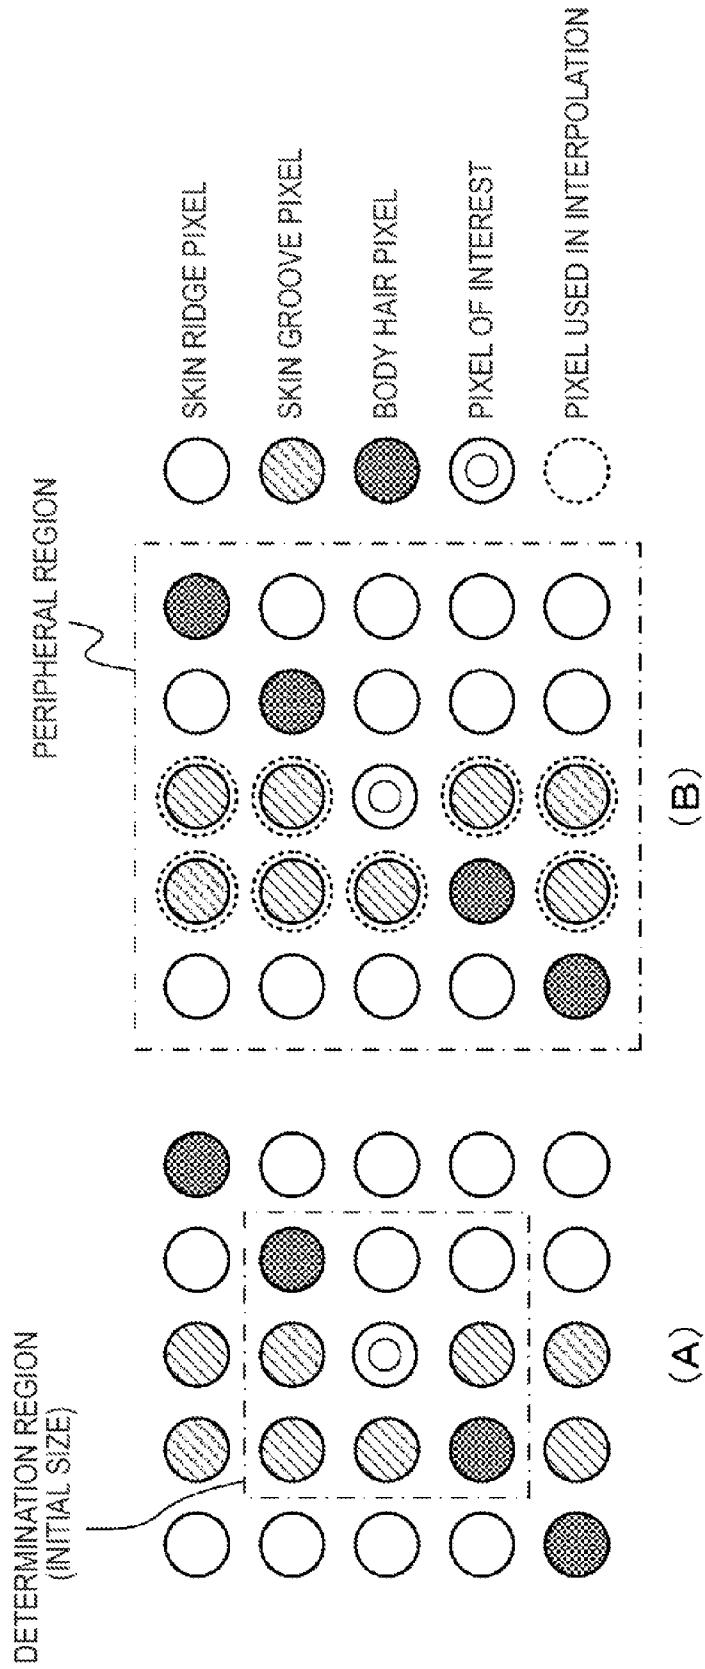 DETERMINATION REGION
(INITIAL SIZE)
(A)
PERIPHERAL REGION
(B)
SKIN RIDGE PIXEL
SKIN GROOVE PIXEL
BODY HAIR PIXEL
PIXEL OF INTEREST
PIXEL USED IN INTERPOLATION